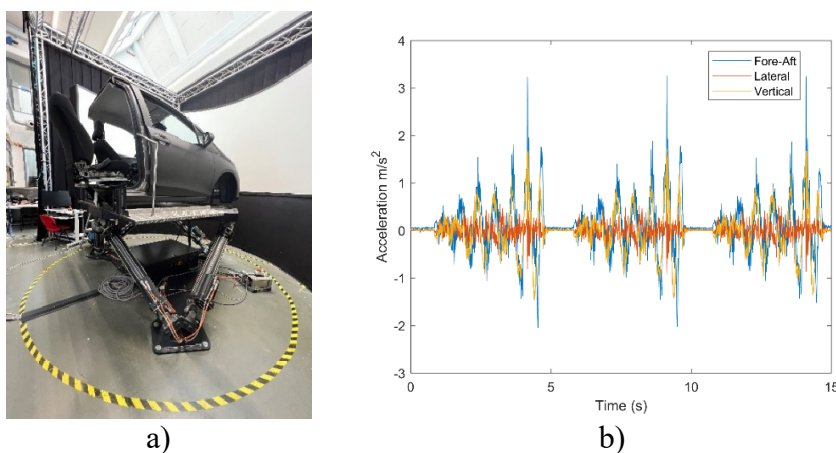 4
3
2
1
0
-1
-2
-3
Acceleration m/s²
Fore-Aft
Lateral
Vertical
0
5
10
15
Time (s)
a)
b)